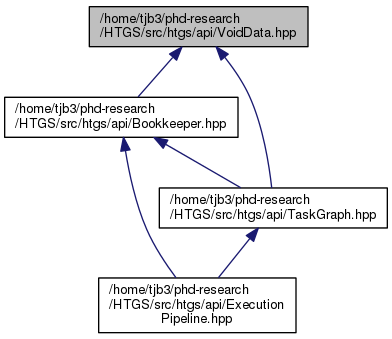 /home/tjb3/phd-research
/HTGS/src/htgs/api/VoidData.hpp
/home/tjb3/phd-research
/HTGS/src/htgs/api/Bookkeeper.hpp
/home/tjb3/phd-research
/HTGS/src/htgs/api/TaskGraph.hpp
/home/tjb3/phd-research
/HTGS/src/htgs/api/Execution
Pipeline.hpp